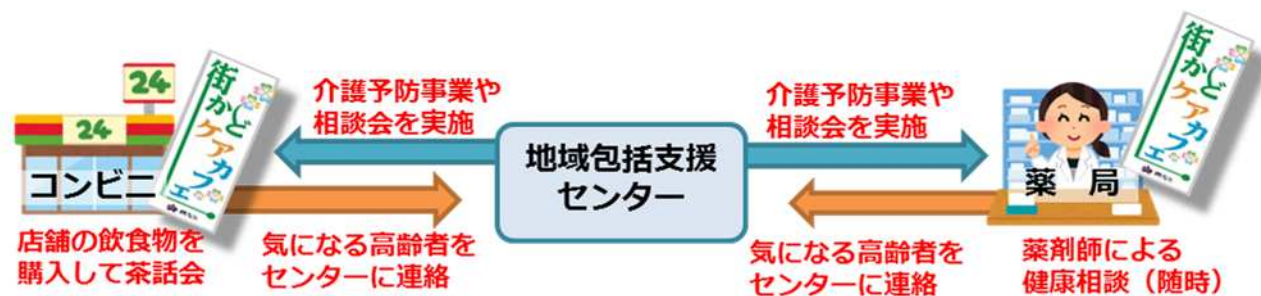 24
24
街かどケアカフェ
コンビニ
店舗の飲食物を
購入して茶話会
介護予防事業や
相談会を実施
気になる高齢者を
センターに連絡
地域包括支援
センター
介護予防事業や
相談会を実施
気になる高齢者を
センターに連絡
街かどケアカフェ
薬 局
薬剤師による
健康相談（随時）